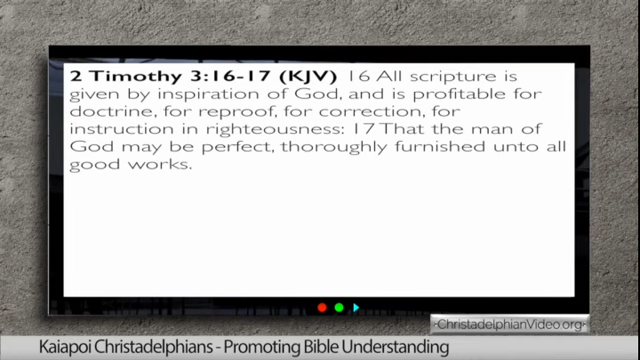 2 Timothy 3:16-17 (KJV) 16 All scripture is
given by inspiration of God, and is profitable for
doctrine, for reproof, for correction, for
instruction in righteousness: 17 That the man of
God may be perfect, thoroughly furnished unto all
good works.
ChristadelphianVideo.org
Kaiapoi Christadelphians - Promoting Bible Understanding